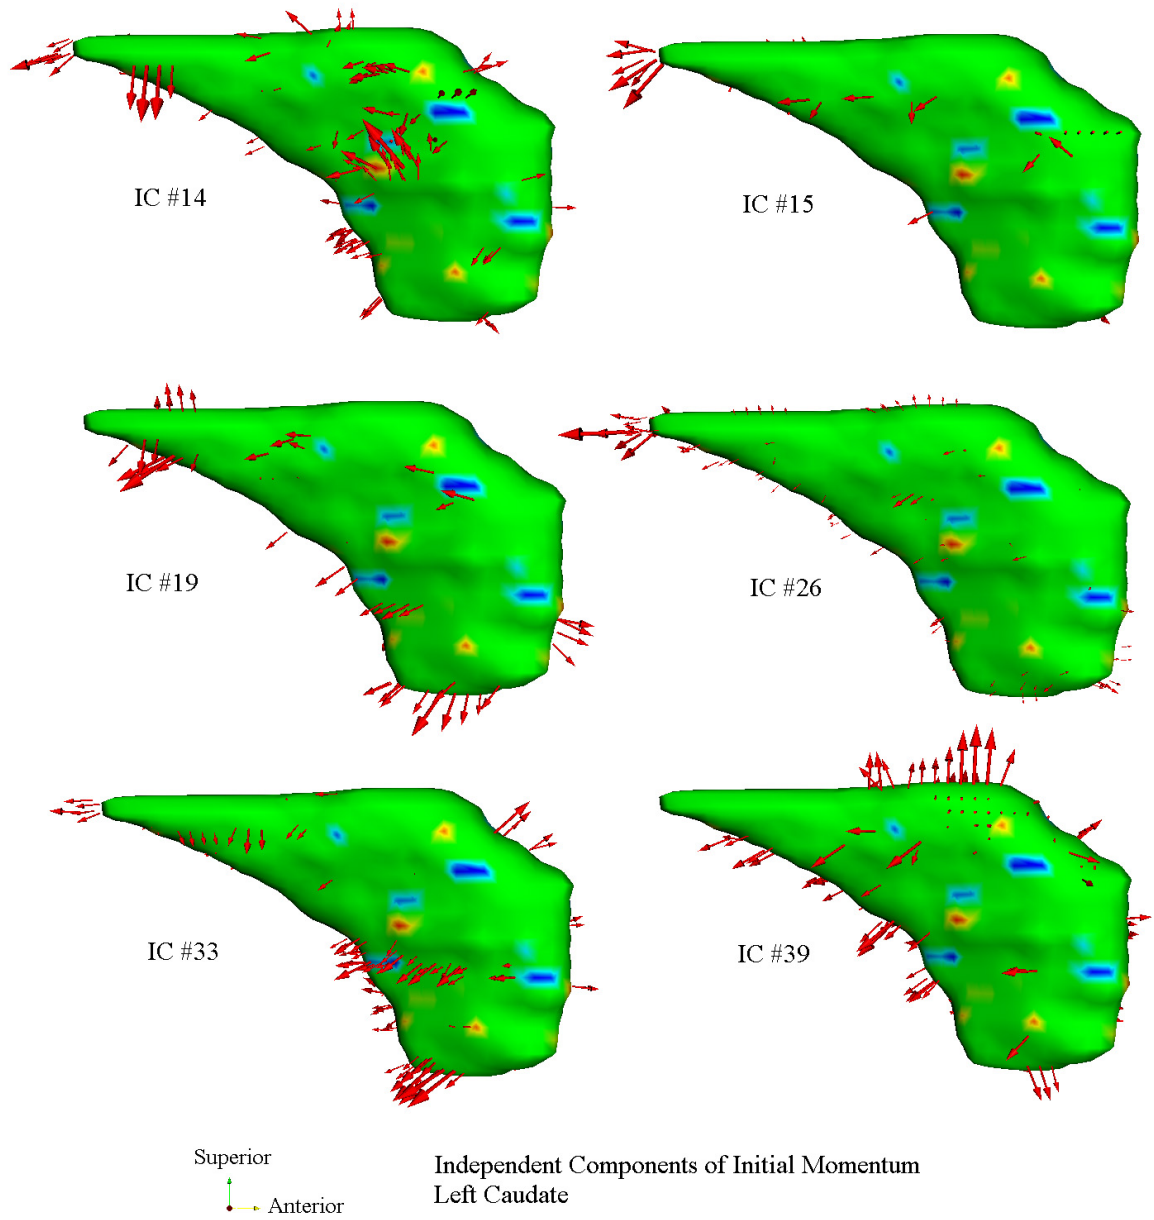 IC #14
IC #15
IC #19
IC #26
IC #33
IC #39
Superior
Anterior
Independent Components of Initial Momentum
Left Caudate